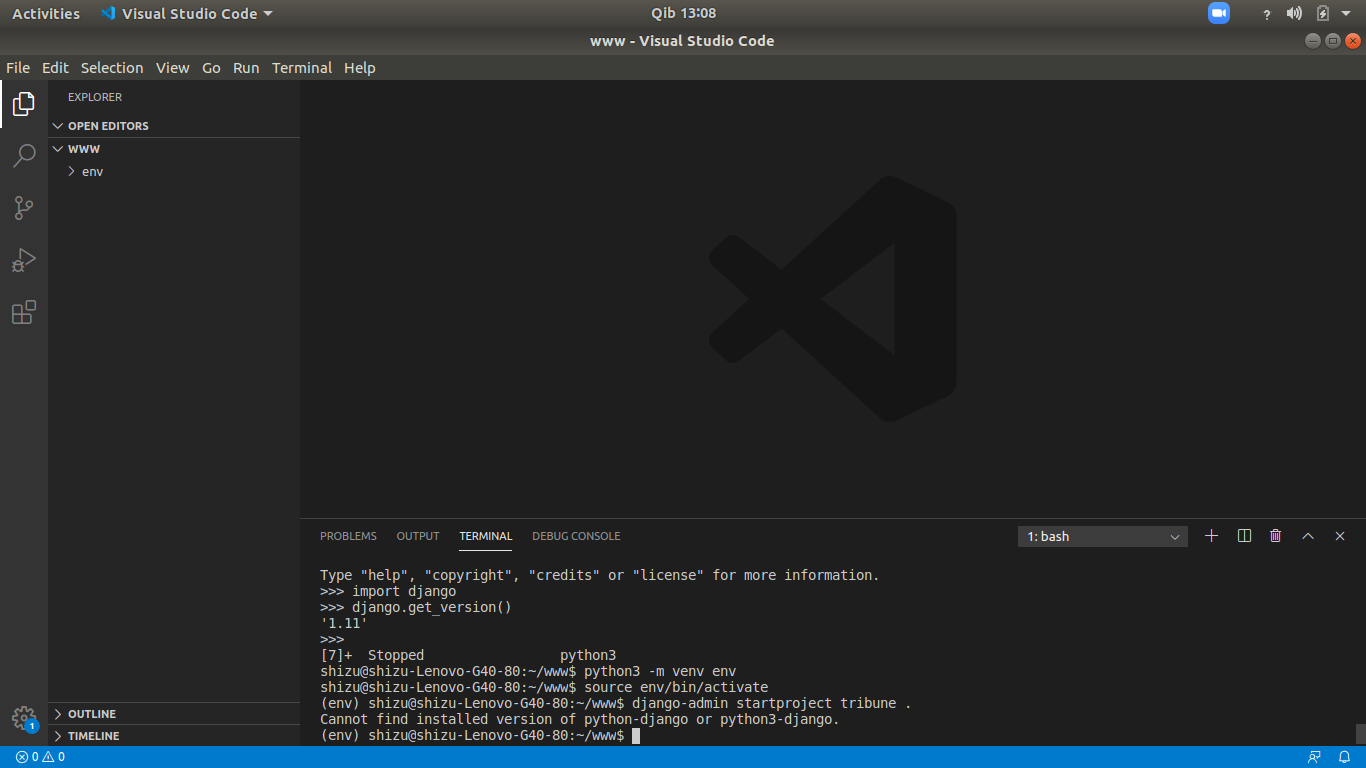 Activities Visual Studio Code Qib 13:08 ?
www - Visual Studio Code
File Edit Selection View Go Run Terminal Help
EXPLORER
OPEN EDITORS
WWW
env
PROBLEMS OUTPUT TERMINAL DEBUG CONSOLE 1: bash
Type "help", "copyright", "credits" or "license" for more information.
>>> import django
>>> django.get_version()
'1.11'
>>>
[7]+  Stopped                 python3
shizu@shizu-Lenovo-G40-80:~/www$ python3 -m venv env
shizu@shizu-Lenovo-G40-80:~/www$ source env/bin/activate
(env) shizu@shizu-Lenovo-G40-80:~/www$ django-admin startproject tribune .
Cannot find installed version of python-django or python3-django.
(env) shizu@shizu-Lenovo-G40-80:~/www$
OUTLINE
1
TIMELINE
0 0